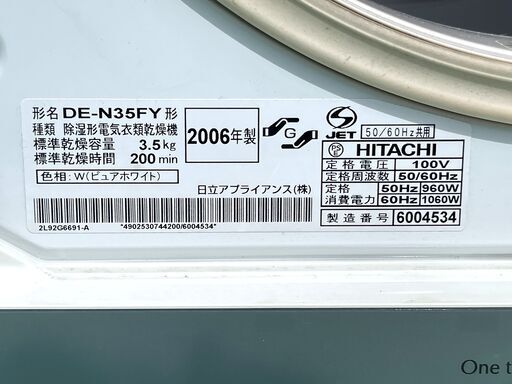 形名 DE-N35FY 形
種類 除湿形電気衣類乾燥機
標準乾燥容量 3.5kg
標準乾燥時間 200min
2006年製
G
JET
50/60Hz共用
PS E HITACHI
定格電圧 100V
定格周波数 50/60Hz
定格 50Hz 960W
消費電力 60Hz 1060W
色相：W(ピュアホワイト)
日立アプライアンス(株)
製造番号 6004534
2L92G6691-A
*4902530744200/6004534*
One t